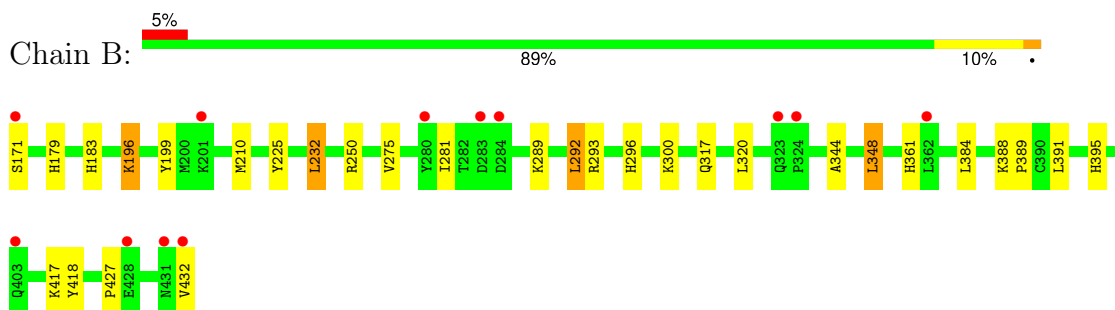 5%
Chain B:
89% 10% •
S171 H179 H183 K196 Y199 M200 K201 M210 Y225 L232 R250 V275 Y280 I281 T282 D283 D284 K289 L292 R293 H296 K300 Q317 L320 Q323 P324 A344 L348 H361 L362 L384 K388 P389 C390 L391 H395
Q403 K417 Y418 P427 E428 N431 V432